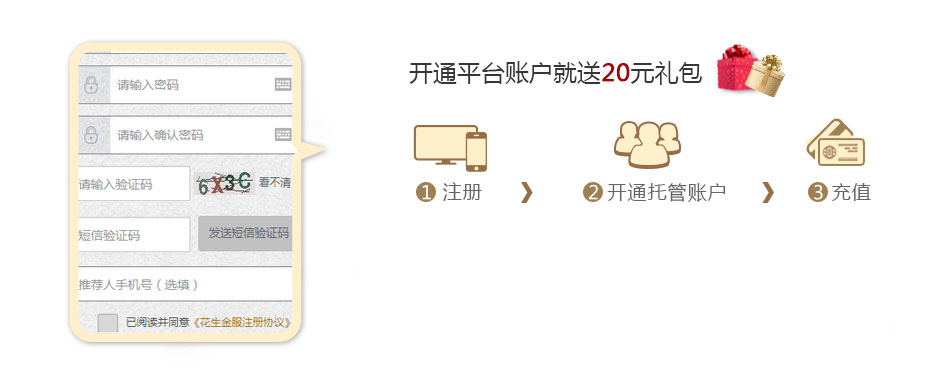 请输入密码
请输入确认密码
请输入验证码
6X3C 看不清
短信验证码
发送短信验证码
推荐人手机号（选填）
已阅读并同意《花生金服注册协议》
开通平台账户就送20元礼包
1 注册
2 开通托管账户
3 充值